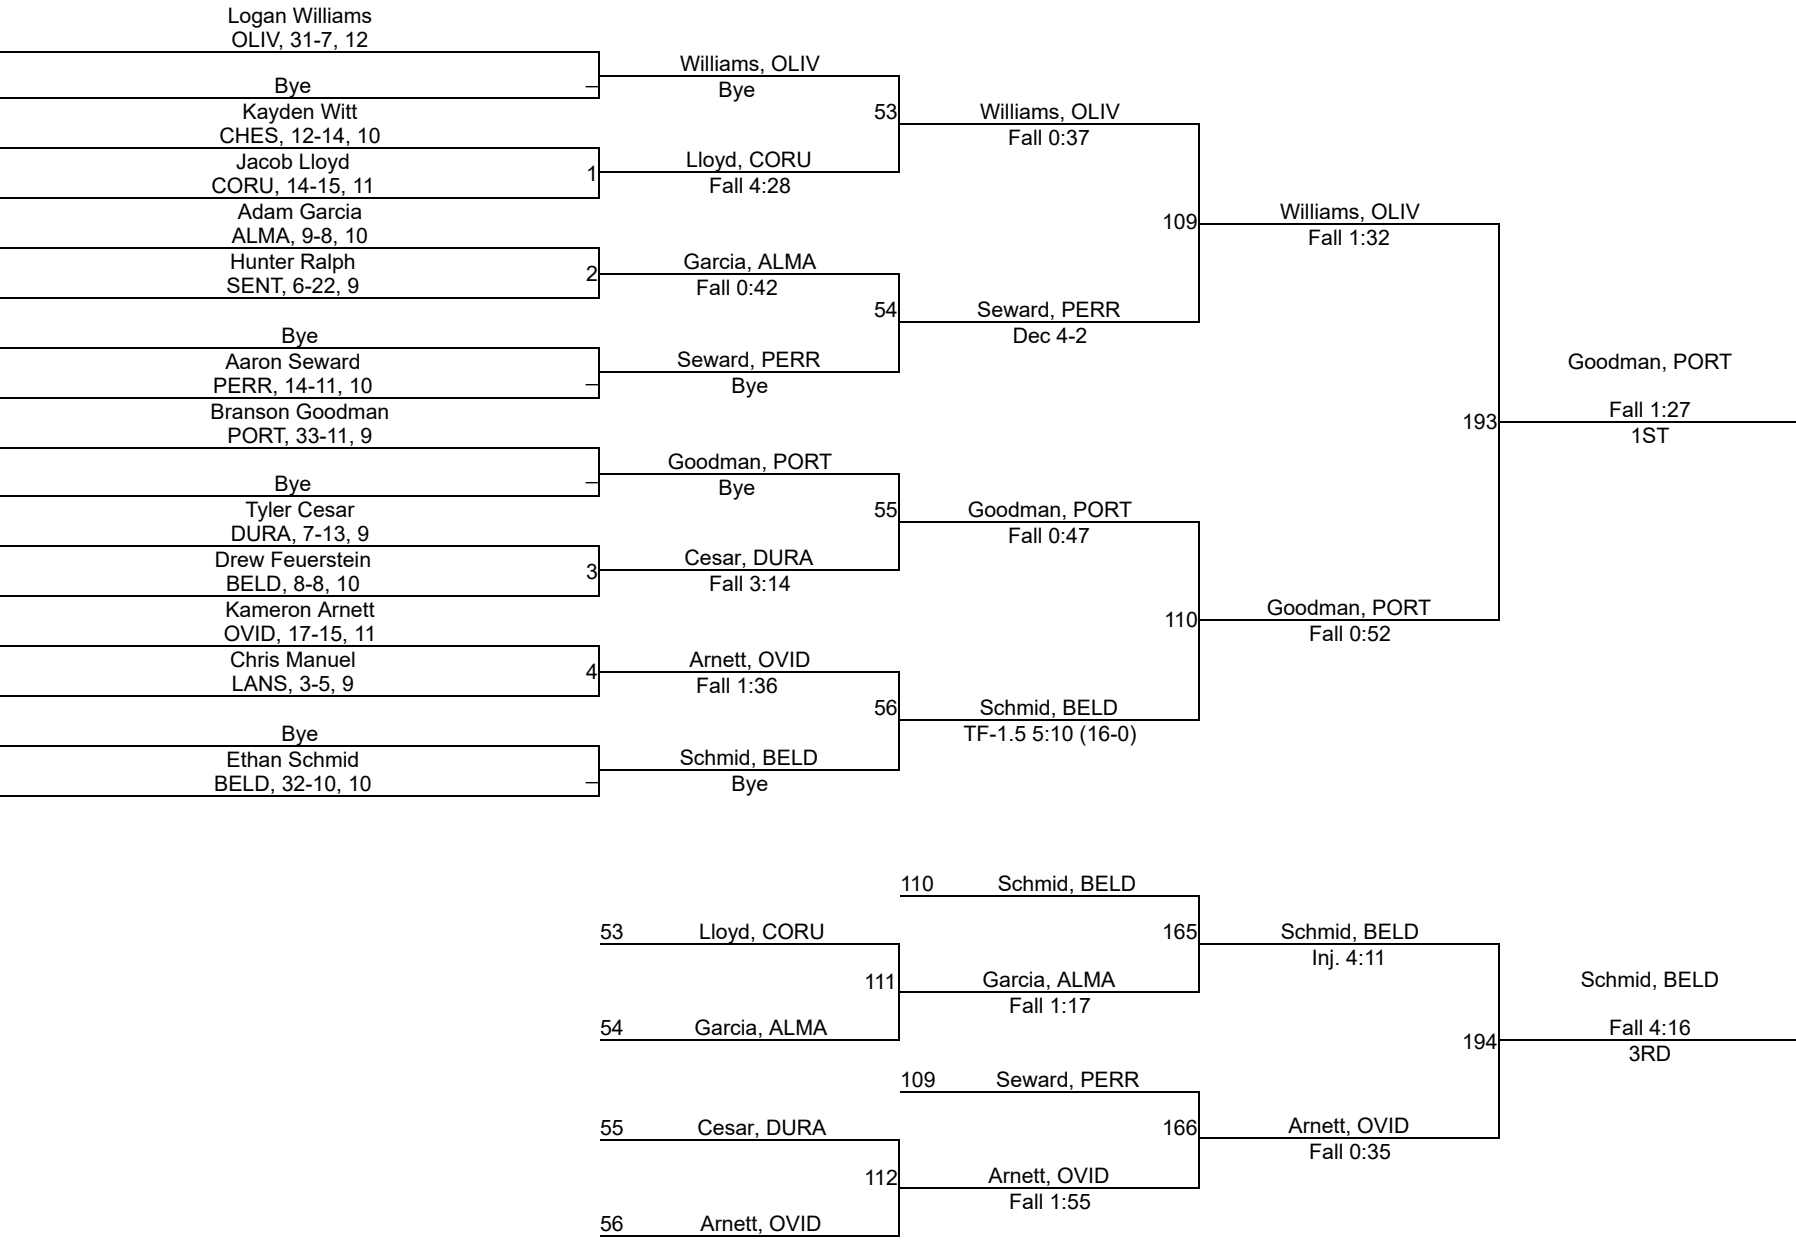 Logan Williams
OLIV, 31-7, 12
Bye
–
Kayden Witt
CHES, 12-14, 10
Jacob Lloyd
CORU, 14-15, 11
1
Adam Garcia
ALMA, 9-8, 10
Hunter Ralph
SENT, 6-22, 9
2
Bye
Aaron Seward
PERR, 14-11, 10
–
Branson Goodman
PORT, 33-11, 9
Bye
–
Tyler Cesar
DURA, 7-13, 9
Drew Feuerstein
BELD, 8-8, 10
3
Kameron Arnett
OVID, 17-15, 11
Chris Manuel
LANS, 3-5, 9
4
Bye
Ethan Schmid
BELD, 32-10, 10
–
Williams, OLIV
Bye
53
Lloyd, CORU
Fall 4:28
Garcia, ALMA
Fall 0:42
54
Seward, PERR
Bye
Goodman, PORT
Bye
55
Cesar, DURA
Fall 3:14
Arnett, OVID
Fall 1:36
56
Schmid, BELD
Bye
Williams, OLIV
Fall 0:37
109
Seward, PERR
Dec 4-2
Goodman, PORT
Fall 0:47
110
Schmid, BELD
TF-1.5 5:10 (16-0)
Williams, OLIV
Fall 1:32
193
Goodman, PORT
Fall 0:52
Goodman, PORT
Fall 1:27
1ST
110 Schmid, BELD
53 Lloyd, CORU
111
54 Garcia, ALMA
Garcia, ALMA
Fall 1:17
165
109 Seward, PERR
55 Cesar, DURA
112
56 Arnett, OVID
Arnett, OVID
Fall 1:55
166
Schmid, BELD
Inj. 4:11
194
Arnett, OVID
Fall 0:35
Schmid, BELD
Fall 4:16
3RD